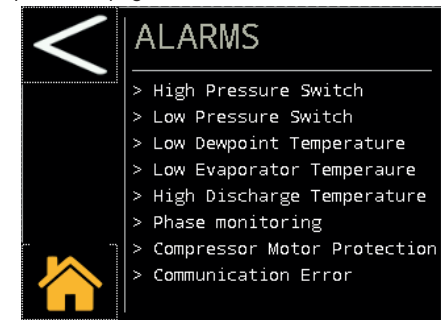 ALARMS
> High Pressure Switch
> Low Pressure Switch
> Low Dewpoint Temperature
> Low Evaporator Temperaure
> High Discharge Temperature
> Phase monitoring
> Compressor Motor Protection
> Communication Error